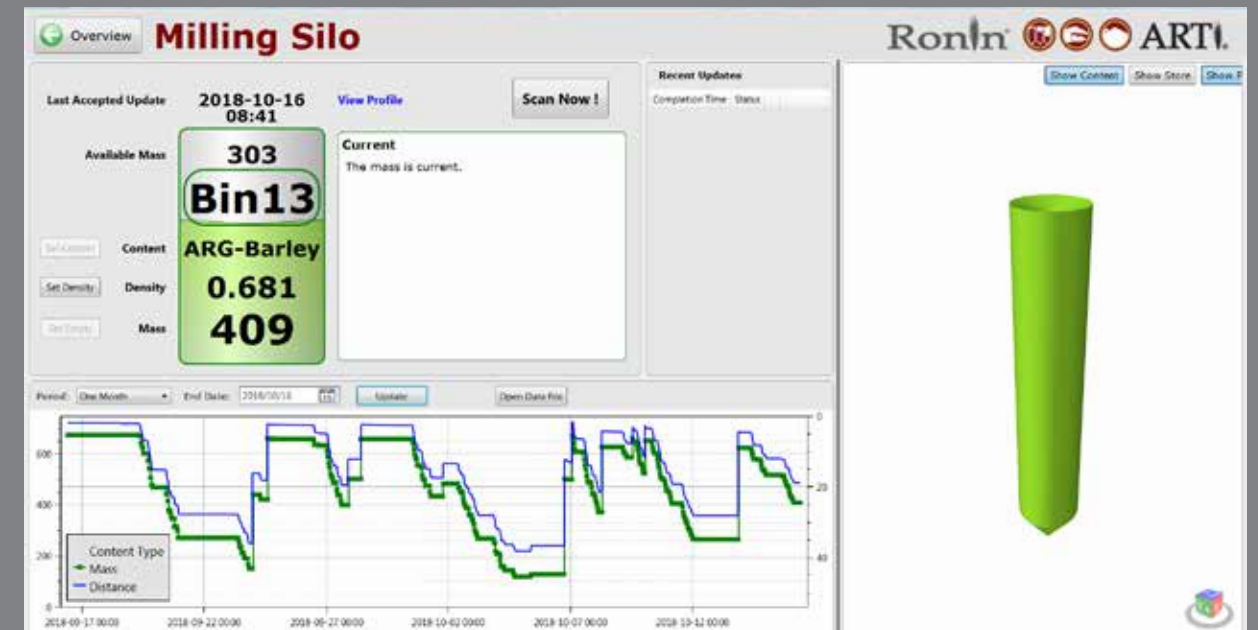 Overview
Milling Silo
RonIn
ARTI.
Last Accepted Update
2018-10-16
08:41
View Profile
Scan Now !
Recent Updates
Completion Time Status
Show Content
Show Store
Show
Available Mass
303
Bin13
Current
The mass is current.
Content
ARG-Barley
Set Density
Density
0.681
Mass
409
Period:
One Month
End Date:
2018/10/16
Update
Open Data File
600
400
200
0
0
20
40
Content Type
Mass
Distance
2018-09-17 00:00
2018-09-22 00:00
2018-09-27 00:00
2018-10-02 00:00
2018-10-07 00:00
2018-10-12 00:00